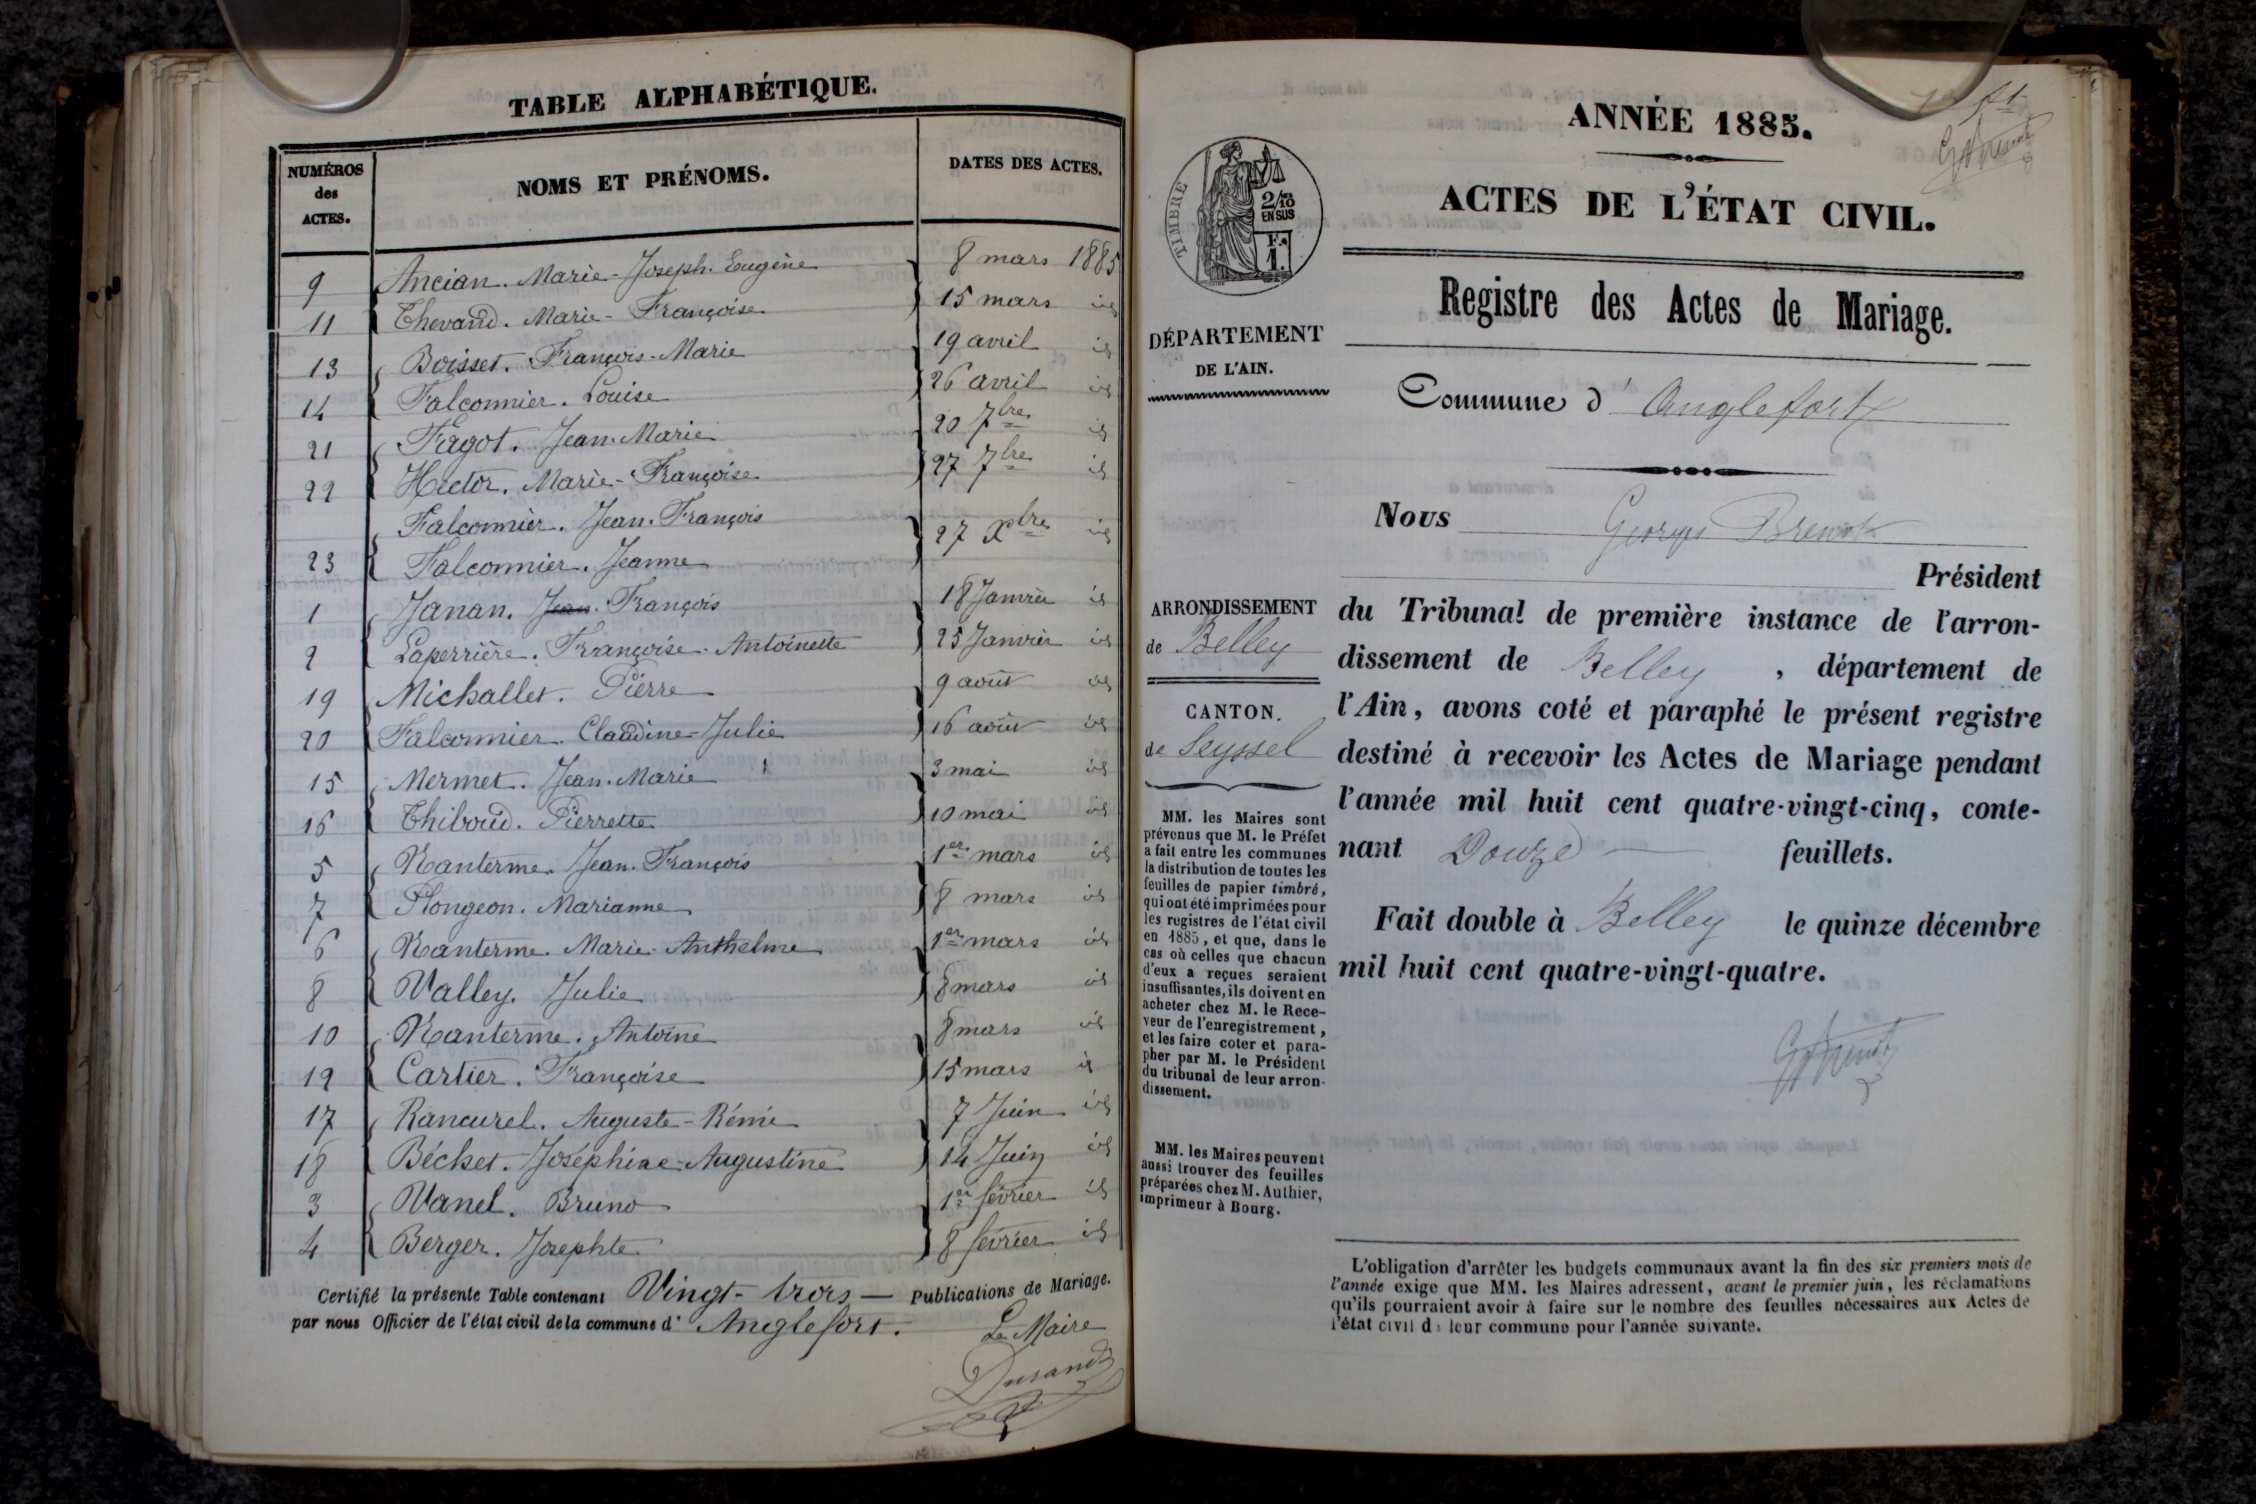 TABLE ALPHABÉTIQUE.
NUMÉROS des ACTES.
NOMS ET PRÉNOMS.
DATES DES ACTES.
9 Ancian. Marie-Joseph. Eugène 8 mars 1885
11 Thevand. Marie-Françoise 15 mars id
13 Boisset. François-Marie 19 avril id
14 Falconnier. Louise 26 avril id
21 Fagot. Jean-Marie 20 7bre id
22 Hector. Marie-Françoise 27 7bre id
Falconnier. Jean. François
23 Falconnier. Jeanne 27 Xbre id
1 Janan. Jean. François 18 Janvier id
2 Laperrière. Françoise. Antoinette 25 Janvier id
19 Michallet. Pierre 9 août id
20 Falconnier. Claudine-Julie 16 août id
15 Mermet. Jean-Marie 3 mai id
16 Thiboud. Pierrette 10 mai id
5 Nanterme. Jean. François 1er mars id
7 Plongeon. Marianne 8 mars id
6 Nanterme. Marie. Anthelme 1er mars id
8 Valley. Julie 8 mars id
10 Nanterme. Antoine 8 mars id
12 Cartier. Françoise 15 mars id
17 Rancurel. Auguste-Rémi 7 Juin id
18 Béchet. Joséphine-Augustine 14 Juin id
3 Vanel. Bruno 1er février id
4 Berger. Josephte 8 février id
Certifié la présente Table contenant Vingt-trois — Publications de Mariage.
par nous Officier de l'état civil de la commune d' Anglefort.
Le Maire
Durand
ANNÉE 1885.
ACTES DE L'ÉTAT CIVIL.
TIMBRE
2/10
EN SUS
F.
1.
DÉPARTEMENT
DE L'AIN.
ARRONDISSEMENT
de Belley
CANTON.
de Seyssel
MM. les Maires sont
prévenus que M. le Préfet
a fait entre les communes
la distribution de toutes les
feuilles de papier timbré,
qui ont été imprimées pour
les registres de l'état civil
en 1885, et que, dans le
cas où celles que chacun
d'eux a reçues seraient
insuffisantes, ils doivent en
acheter chez M. le Rece-
veur de l'enregistrement,
et les faire coter et para-
pher par M. le Président
du tribunal de leur arron-
dissement.
MM. les Maires peuvent
aussi trouver des feuilles
préparées chez M. Authier,
imprimeur à Bourg.
Registre des Actes de Mariage.
Commune d' Anglefort
Nous Georges Brenot
Président
du Tribunal de première instance de l'arron-
dissement de Belley, département de
l'Ain, avons coté et paraphé le présent registre
destiné à recevoir les Actes de Mariage pendant
l'année mil huit cent quatre-vingt-cinq, conte-
nant Douze — feuillets.
Fait double à Belley le quinze décembre
mil huit cent quatre-vingt-quatre.
L'obligation d'arrêter les budgets communaux avant la fin des six premiers mois de
l'année exige que MM. les Maires adressent, avant le premier juin, les réclamations
qu'ils pourraient avoir à faire sur le nombre des feuilles nécessaires aux Actes de
l'état civil de leur commune pour l'année suivante.